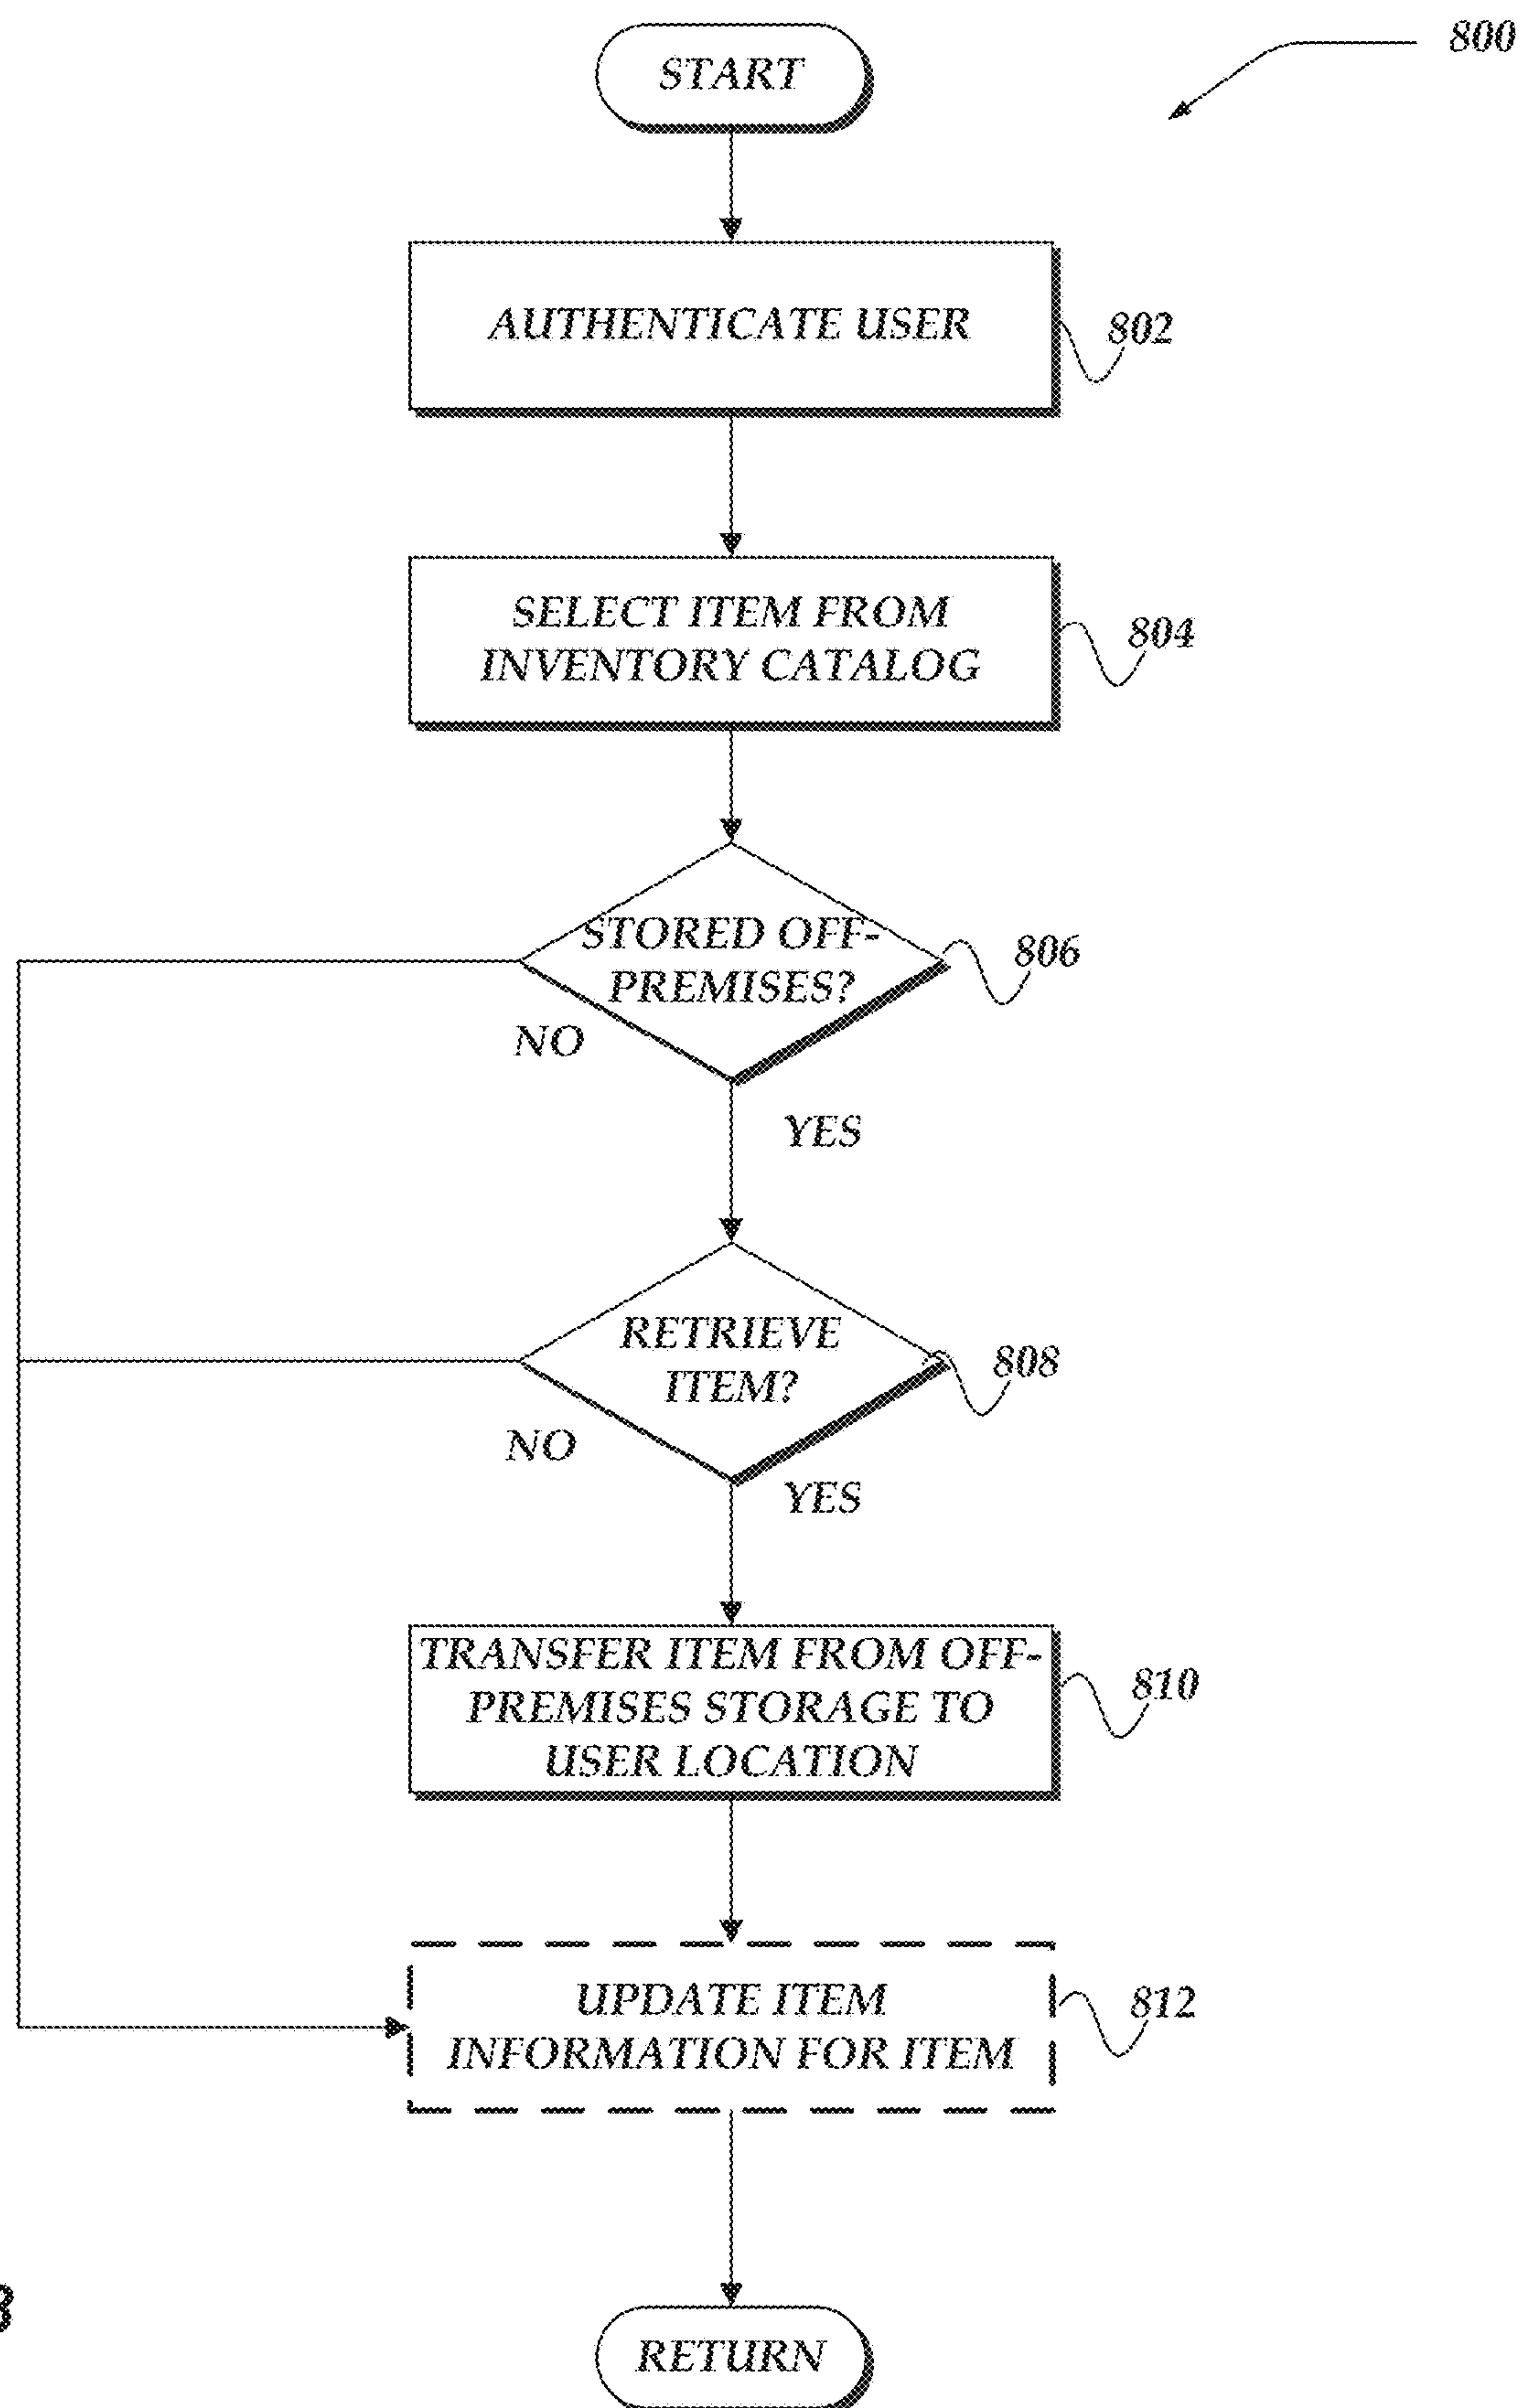 800
START
AUTHENTICATE USER
802
SELECT ITEM FROM
INVENTORY CATALOG
804
STORED OFF-
PREMISES?
806
NO
YES
RETRIEVE
ITEM?
808
NO
YES
TRANSFER ITEM FROM OFF-
PREMISES STORAGE TO
USER LOCATION
810
UPDATE ITEM
INFORMATION FOR ITEM
812
RETURN